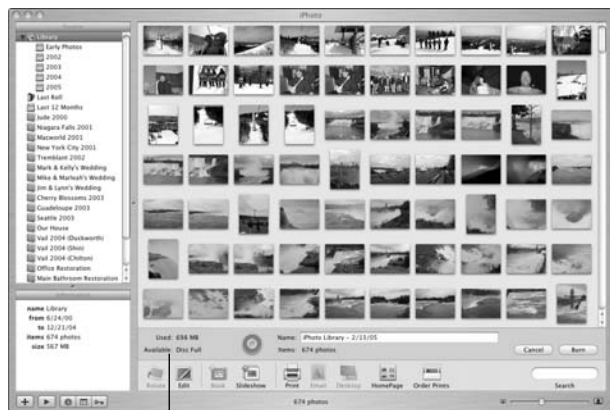 iPhoto
Source
Library
Early Photos
2002
2003
2004
2005
Last Roll
Last 12 Months
Jude 2000
Niagara Falls 2001
Macworld 2001
New York City 2001
Tremblant 2002
Mark & Kelly's Wedding
Mike & Marleah's Wedding
Jim & Lynn's Wedding
Cherry Blossoms 2003
Guadeloupe 2003
Seattle 2003
Our House
Vail 2004 (Duckworth)
Vail 2004 (Shin)
Vail 2004 (Chilton)
Office Restoration
Main Bathroom Restoration
name Library
from 6/24/00
to 12/21/04
items 674 photos
size 567 MB
Used: 696 MB
Available: Disc Full
Name: iPhoto Library - 2/15/05
Items: 674 photos
Cancel
Burn
Rotate
Edit
Book
Slideshow
Print
Email
Desktop
HomePage
Order Prints
Search
674 photos